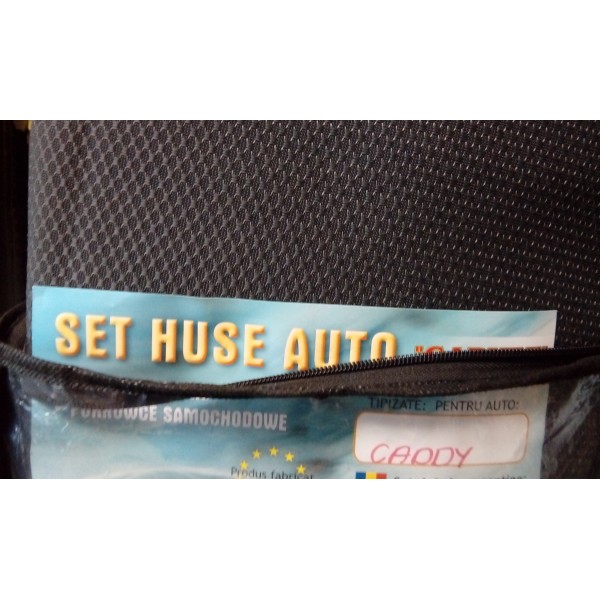 SET HUSE AUTO
POKROWCE SAMOCHODOWE
TIPIZATE: PENTRU AUTO:
CADDY
Produs fabricat